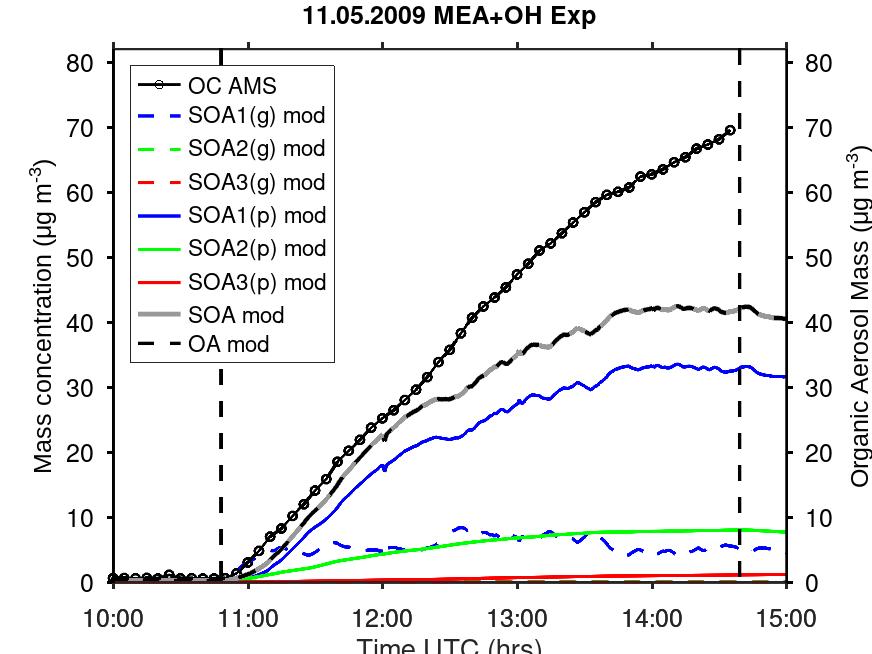 11.05.2009 MEA+OH Exp
OC AMS
SOA1(g) mod
SOA2(g) mod
SOA3(g) mod
SOA1(p) mod
SOA2(p) mod
SOA3(p) mod
SOA mod
OA mod
Mass concentration (µg m-3)
80
70
60
50
40
30
20
10
0
Organic Aerosol Mass (µg m-3)
80
70
60
50
40
30
20
10
0
10:00 11:00 12:00 13:00 14:00 15:00
Time UTC (hrs)